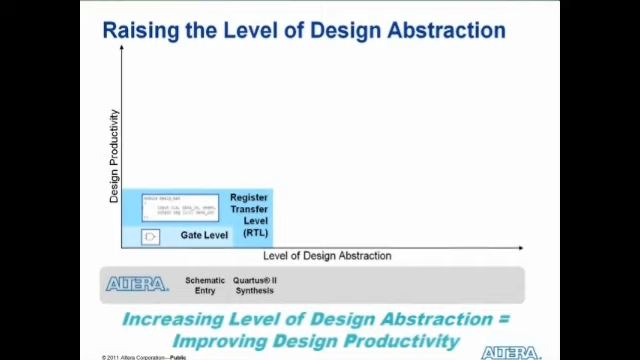 Raising the Level of Design Abstraction
Design Productivity
Register
Transfer
Level
(RTL)
Gate Level
Level of Design Abstraction
ALTERA
Schematic
Entry
Quartus® II
Synthesis
Increasing Level of Design Abstraction =
Improving Design Productivity
© 2011 Altera Corporation—Public
ALTERA